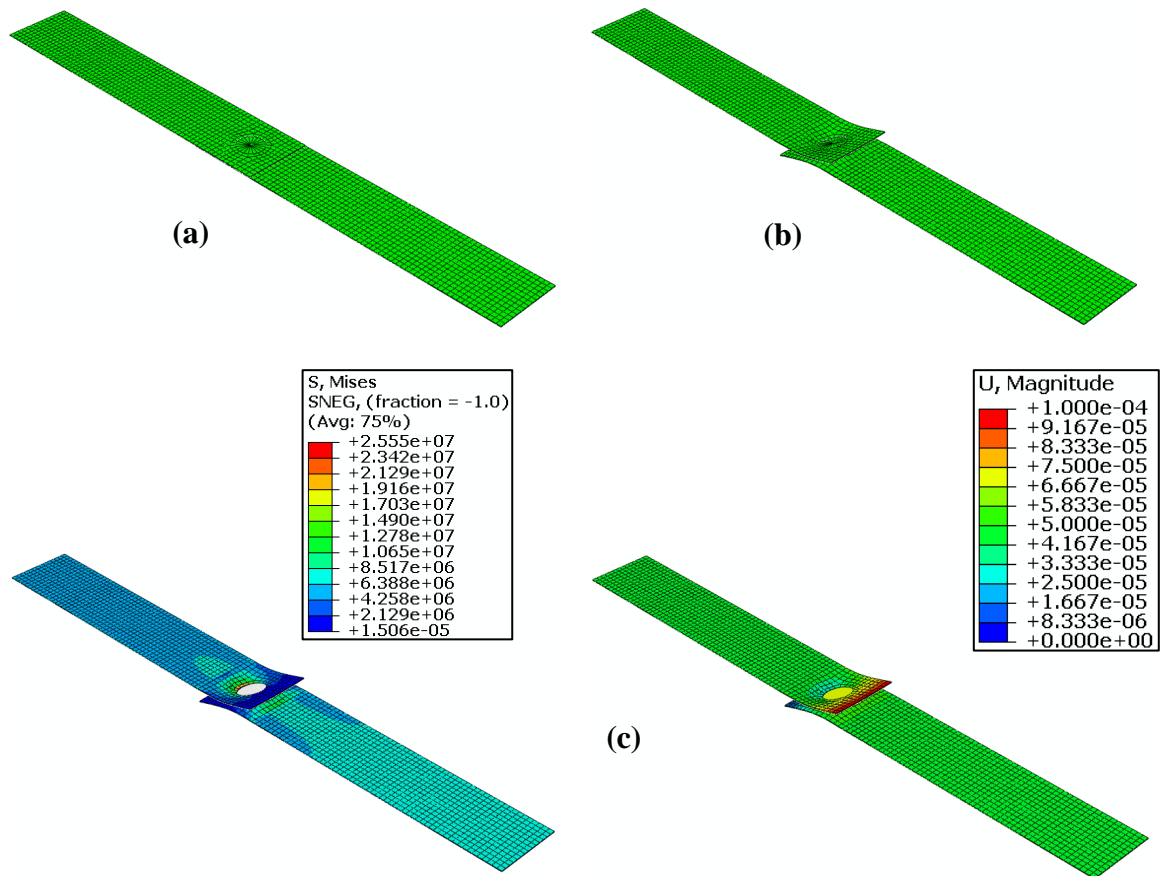 (a)
(b)
S, Mises
SNEG, (fraction = -1.0)
(Avg: 75%)
+2.555e+07
+2.342e+07
+2.129e+07
+1.916e+07
+1.703e+07
+1.490e+07
+1.278e+07
+1.065e+07
+8.517e+06
+6.388e+06
+4.258e+06
+2.129e+06
+1.506e-05
U, Magnitude
+1.000e-04
+9.167e-05
+8.333e-05
+7.500e-05
+6.667e-05
+5.833e-05
+5.000e-05
+4.167e-05
+3.333e-05
+2.500e-05
+1.667e-05
+8.333e-06
+0.000e+00
(c)